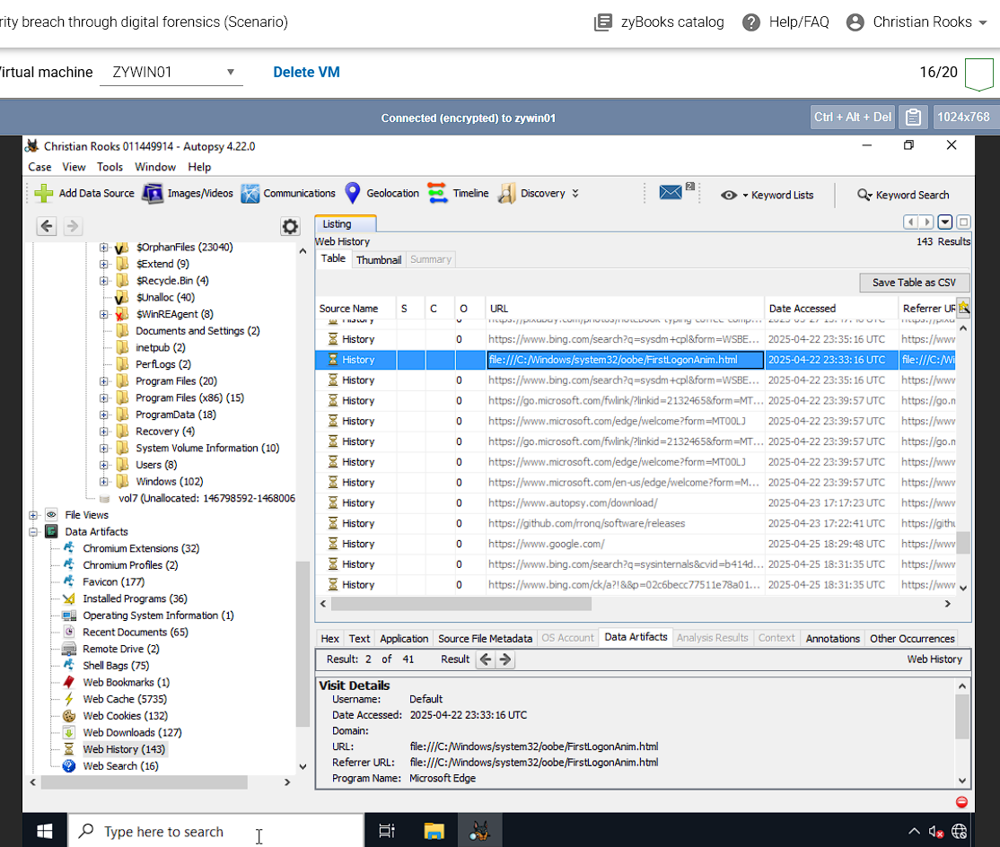 rity breach through digital forensics (Scenario) zyBooks catalog Help/FAQ Christian Rooks
irtual machine ZYWIN01 Delete VM 16/20
Connected (encrypted) to zywin01 Ctrl + Alt + Del 1024x768
Christian Rooks 011449914 - Autopsy 4.22.0
Case View Tools Window Help
Add Data Source Images/Videos Communications Geolocation Timeline Discovery Keyword Lists Keyword Search
Listing
Web History 143 Results
Table Thumbnail Summary
Save Table as CSV
$OrphanFiles (23040)
$Extend (9)
$Recycle.Bin (4)
$Unalloc (40)
$WinREAgent (8)
Documents and Settings (2)
inetpub (2)
PerfLogs (2)
Program Files (20)
Program Files (x86) (15)
ProgramData (18)
Recovery (4)
System Volume Information (10)
Users (8)
Windows (102)
vol7 (Unallocated: 146798592-1468006
File Views
Data Artifacts
Chromium Extensions (32)
Chromium Profiles (2)
Favicon (177)
Installed Programs (36)
Operating System Information (1)
Recent Documents (65)
Remote Drive (2)
Shell Bags (75)
Web Bookmarks (1)
Web Cache (5735)
Web Cookies (132)
Web Downloads (127)
Web History (143)
Web Search (16)
Source Name S C O URL Date Accessed Referrer UR
History 0 https://www.bing.com/search?q=sysdm+cpl&form=WSBE... 2025-04-22 23:35:16 UTC https://www
History file:///C:/Windows/system32/oobe/FirstLogonAnim.html 2025-04-22 23:33:16 UTC file:///C:/Wi
History 0 https://www.bing.com/search?q=sysdm+cpl&form=WSBE... 2025-04-22 23:35:16 UTC https://www
History 0 https://go.microsoft.com/fwlink/?linkid=2132465&form=MT... 2025-04-22 23:39:57 UTC https://go.n
History 0 https://www.microsoft.com/edge/welcome?form=MT00LJ 2025-04-22 23:39:57 UTC https://www
History 0 https://go.microsoft.com/fwlink/?linkid=2132465&form=MT... 2025-04-22 23:39:57 UTC https://go.n
History 0 https://www.microsoft.com/edge/welcome?form=MT00LJ 2025-04-22 23:39:57 UTC https://www
History 0 https://www.microsoft.com/en-us/edge/welcome?form=M... 2025-04-22 23:39:57 UTC https://www
History 0 https://www.autopsy.com/download/ 2025-04-23 17:17:23 UTC https://www
History 0 https://github.com/rronq/software/releases 2025-04-23 17:22:41 UTC https://githu
History 0 https://www.google.com/ 2025-04-25 18:29:48 UTC https://www
History 0 https://www.bing.com/search?q=sysinternals&cvid=b414d... 2025-04-25 18:31:35 UTC https://www
History 0 https://www.bing.com/ck/a?!&&p=02c6becc77511e78a01... 2025-04-25 18:31:35 UTC https://www
Hex Text Application Source File Metadata OS Account Data Artifacts Analysis Results Context Annotations Other Occurrences
Result: 2 of 41 Result Web History
Visit Details
Username: Default
Date Accessed: 2025-04-22 23:33:16 UTC
Domain:
URL: file:///C:/Windows/system32/oobe/FirstLogonAnim.html
Referrer URL: file:///C:/Windows/system32/oobe/FirstLogonAnim.html
Program Name: Microsoft Edge
Type here to search